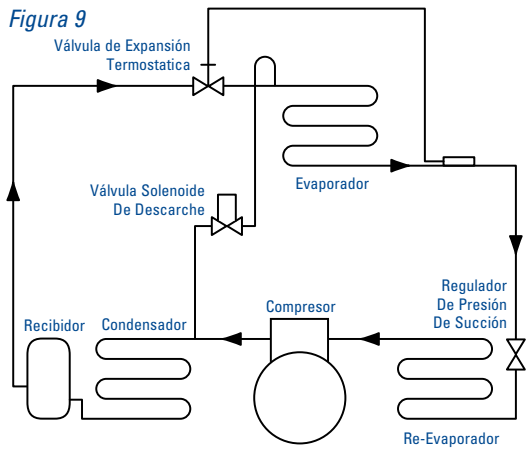 Figura 9
Válvula de Expansión
Termostatica
Evaporador
Válvula Solenoide
De Descarche
Regulador
De Presión
De Succión
Compresor
Recibidor
Condensador
Re-Evaporador